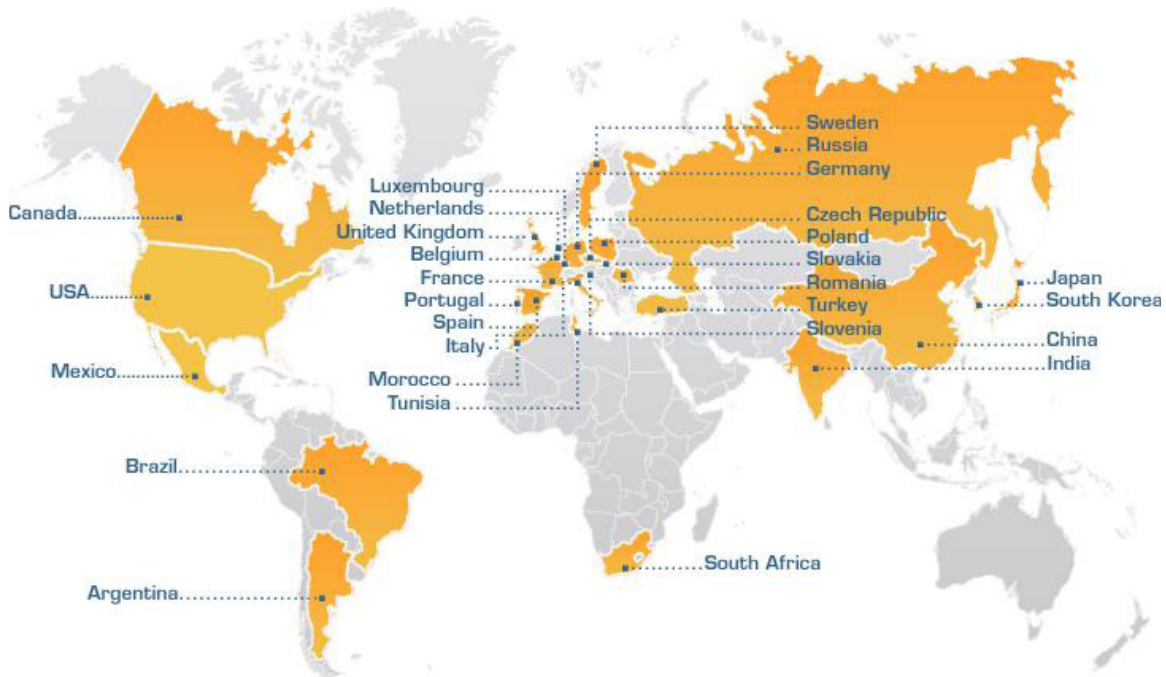 Sweden
Russia
Germany
Luxembourg
Netherlands
Canada
Czech Republic
United Kingdom
Poland
Belgium
Slovakia
France
Japan
USA
Romania
Portugal
South Korea
Turkey
Spain
Slovenia
Italy
China
India
Mexico
Morocco
Tunisia
Brazil
South Africa
Argentina